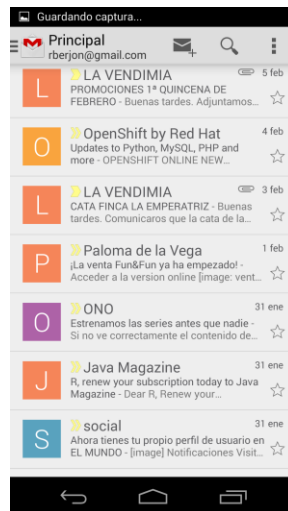 Guardando captura...
Principal
rberjon@gmail.com
L
LA VENDIMIA
5 feb
PROMOCIONES 1ª QUINCENA DE
FEBRERO - Buenas tardes. Adjuntamos...
O
OpenShift by Red Hat
4 feb
Updates to Python, MySQL, PHP and
more - OPENSHIFT ONLINE NEW...
L
LA VENDIMIA
3 feb
CATA FINCA LA EMPERATRIZ - Buenas
tardes. Comunicaros que la cata de la...
P
Paloma de la Vega
1 feb
¡La venta Fun&Fun ya ha empezado! -
Acceder a la version online [image: vent...
O
ONO
31 ene
Estrenamos las series antes que nadie -
Si no ve correctamente el contenido de...
J
Java Magazine
31 ene
R, renew your subscription today to Java
Magazine - Dear R, Renew your...
S
social
31 ene
Ahora tienes tu propio perfil de usuario en
EL MUNDO - [image] Notificaciones Visit...